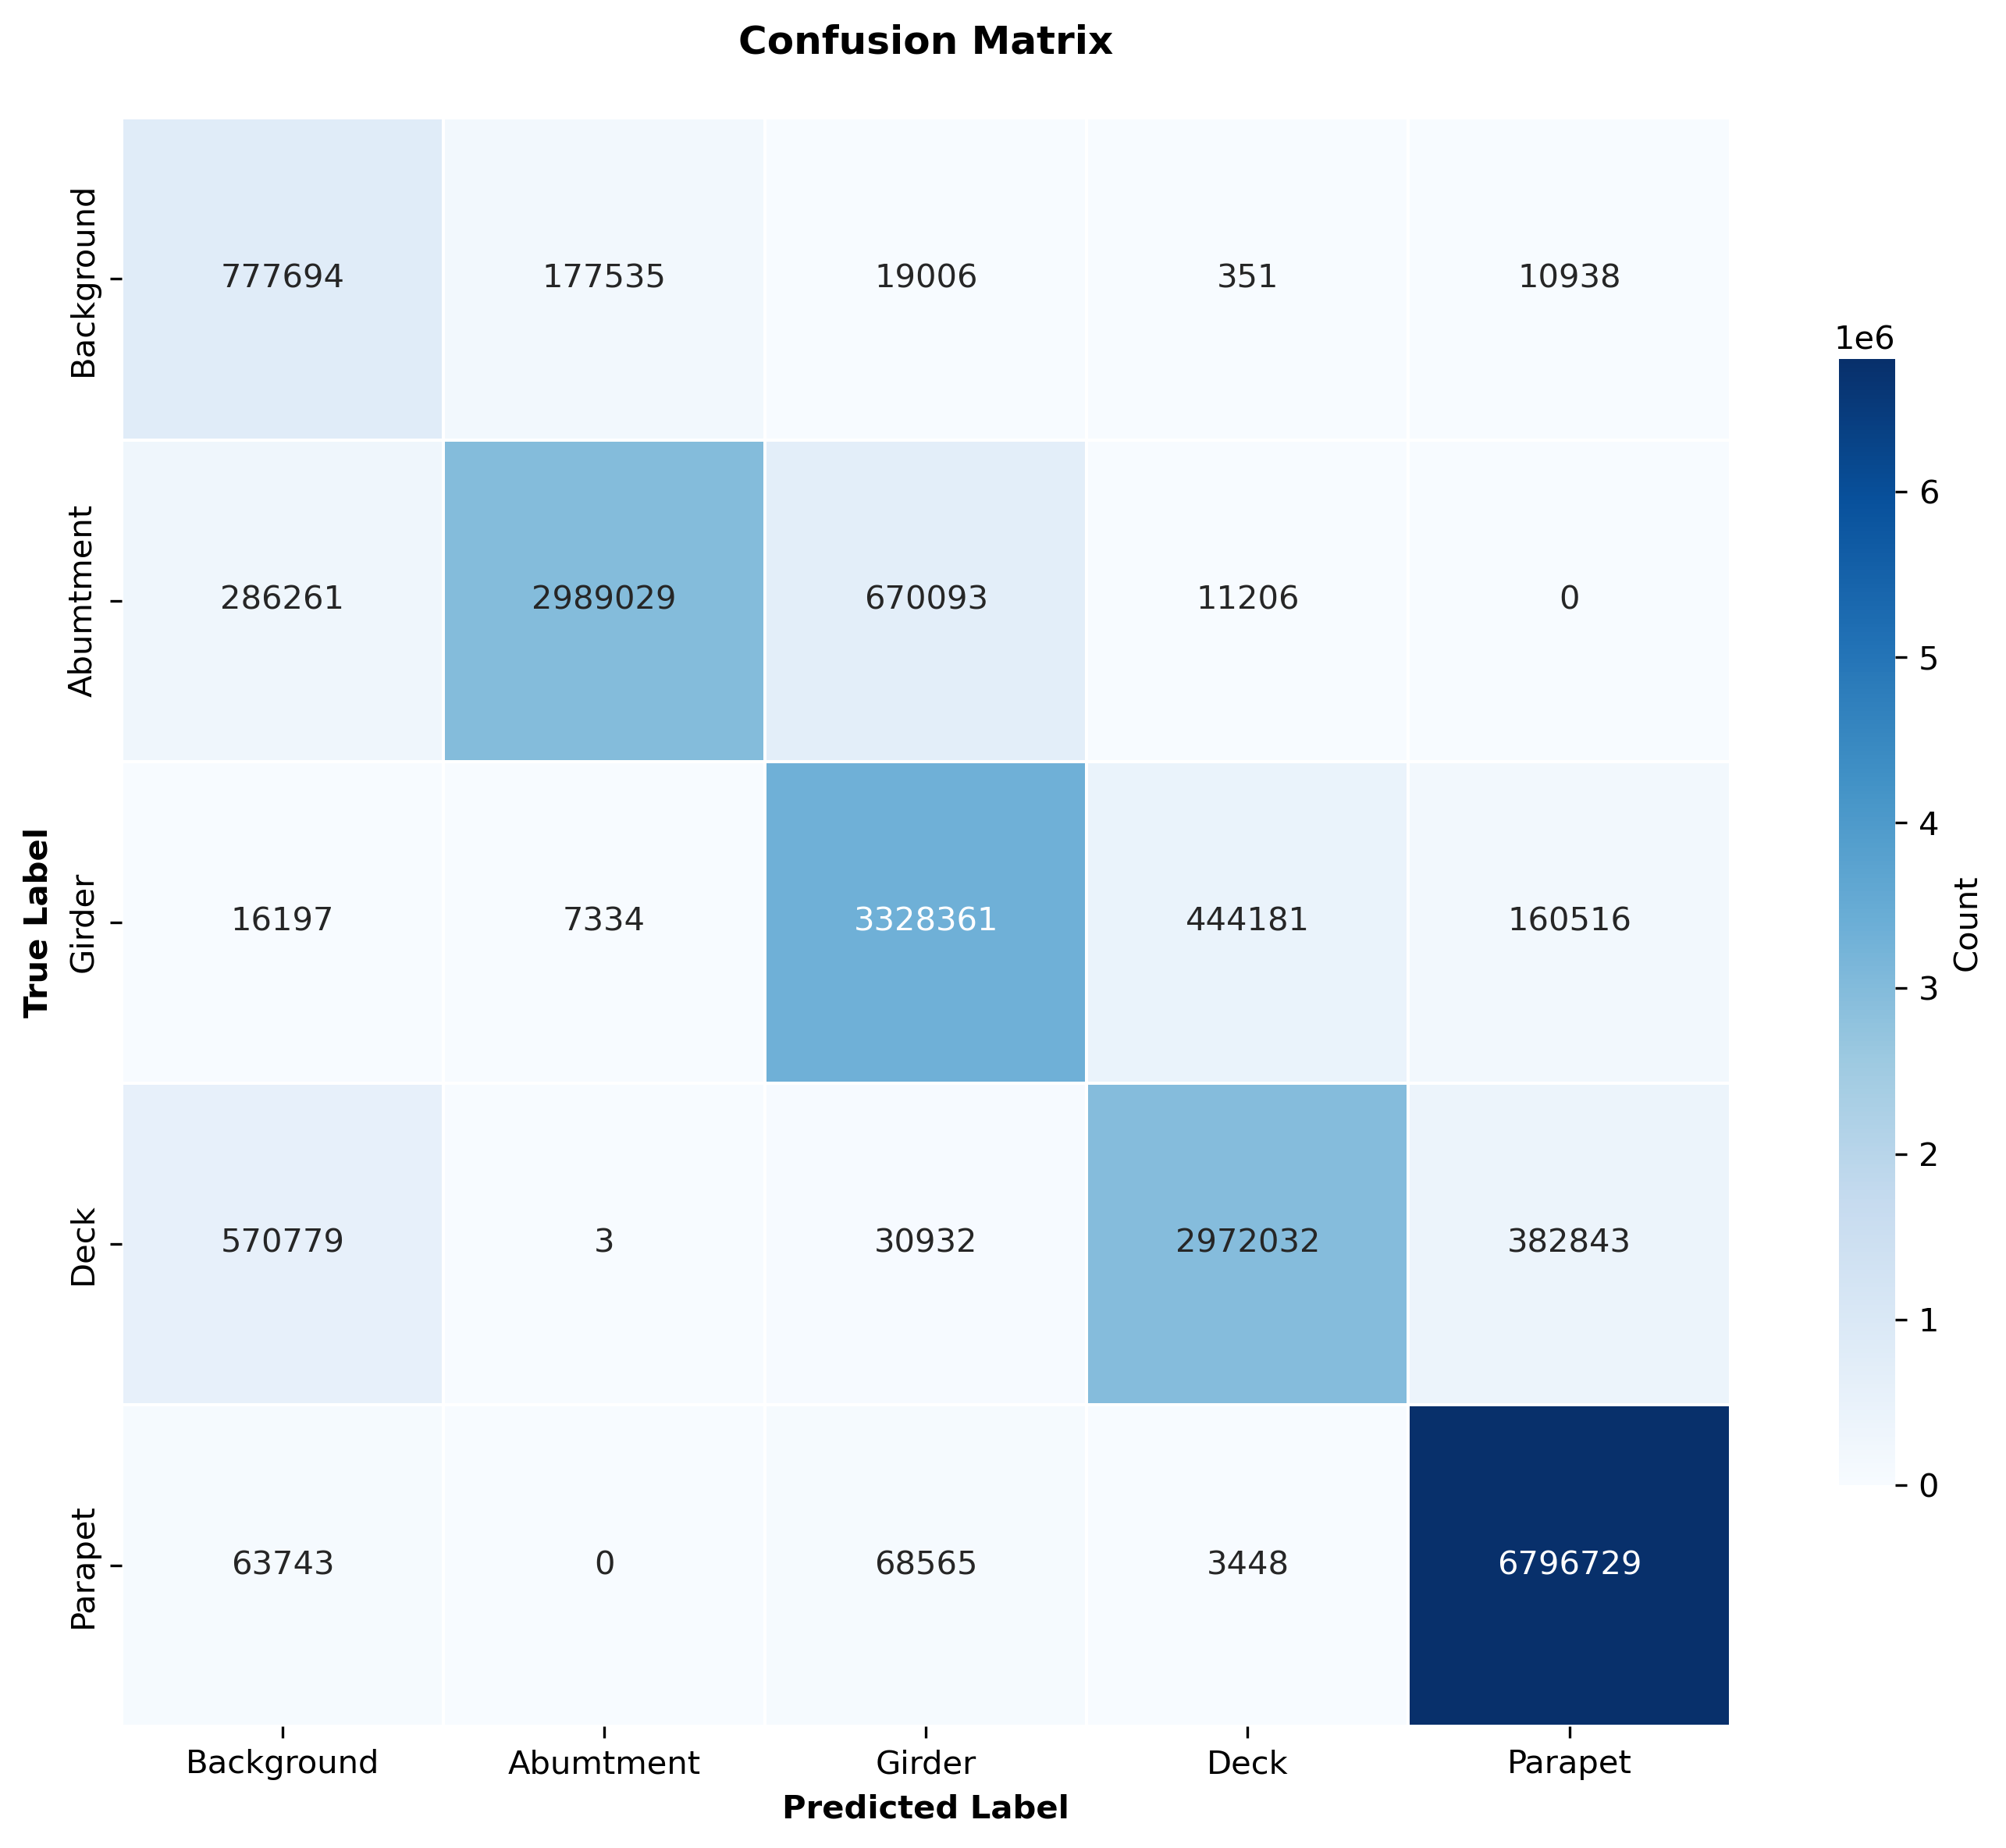 Confusion Matrix
Background
777694 177535 19006 351 10938
Abumtment
286261 2989029 670093 11206 0
Girder
16197 7334 3328361 444181 160516
Deck
570779 3 30932 2972032 382843
Parapet
63743 0 68565 3448 6796729
True Label
Background Abumtment Girder Deck Parapet
Predicted Label
1e6
6
5
4
3
2
1
0
Count